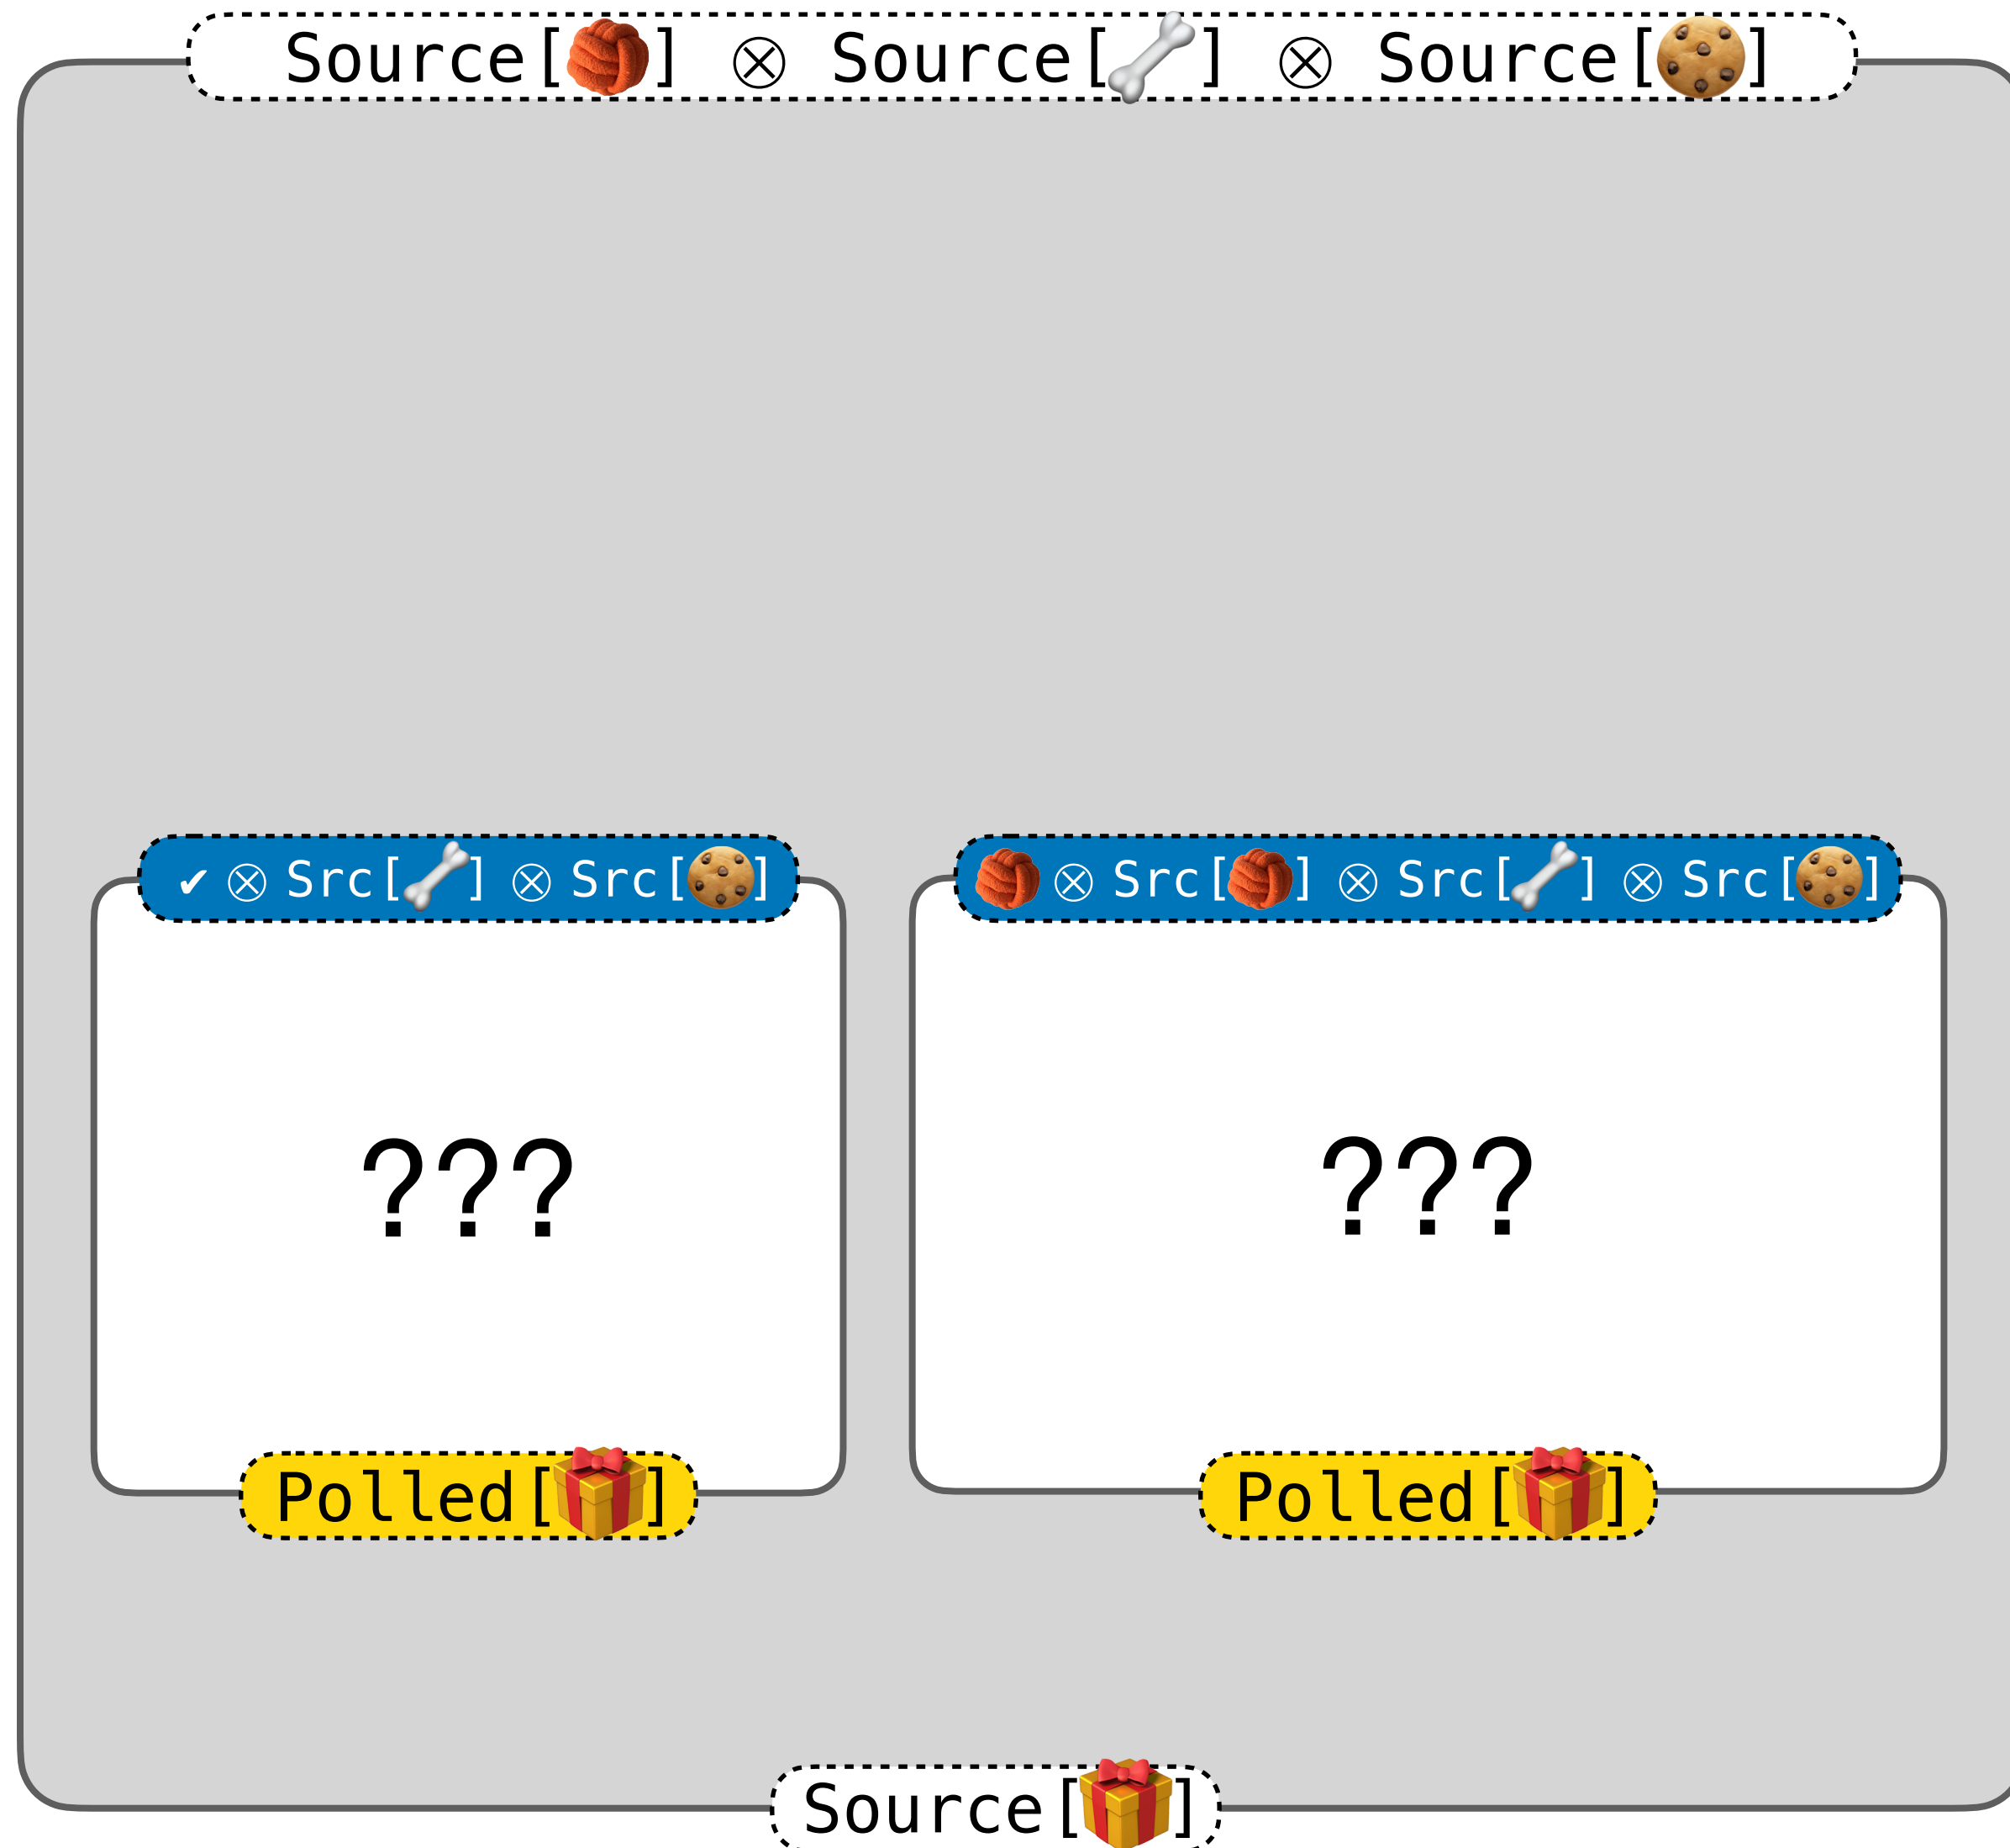 Source[🧶] ⊗ Source[🦴] ⊗ Source[🍪]
✔ ⊗ Src[🦴] ⊗ Src[🍪]
🧶 ⊗ Src[🧶] ⊗ Src[🦴] ⊗ Src[🍪]
???
???
Polled[🎁]
Polled[🎁]
Source[🎁]